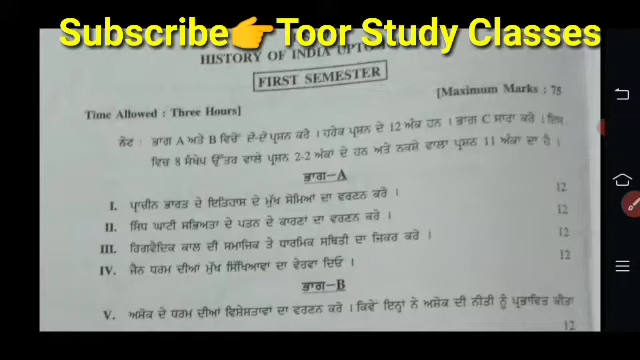 Subscribe👉Toor Study Classes
HISTORY OF INDIA UPTO
FIRST SEMESTER
Time Allowed : Three Hours]
[Maximum Marks : 75
ਨੋਟ : ਭਾਗ A ਅਤੇ B ਵਿਚੋਂ ਦੋ-ਦੋ ਪ੍ਰਸ਼ਨ ਕਰੋ । ਹਰੇਕ ਪ੍ਰਸ਼ਨ ਦੇ 12 ਅੰਕ ਹਨ । ਭਾਗ C ਸਾਰਾ ਕਰੋ । ਇਸ
ਵਿਚ 8 ਸੰਖੇਪ ਉੱਤਰ ਵਾਲੇ ਪ੍ਰਸ਼ਨ 2-2 ਅੰਕਾਂ ਦੇ ਹਨ ਅਤੇ ਨਕਸ਼ੇ ਵਾਲਾ ਪ੍ਰਸ਼ਨ 11 ਅੰਕਾਂ ਦਾ ਹੈ ।
ਭਾਗ-A
I. ਪ੍ਰਾਚੀਨ ਭਾਰਤ ਦੇ ਇਤਿਹਾਸ ਦੇ ਮੁੱਖ ਸੋਮਿਆਂ ਦਾ ਵਰਣਨ ਕਰੋ । 12
II. ਸਿੰਧ ਘਾਟੀ ਸਭਿਅਤਾ ਦੇ ਪਤਨ ਦੇ ਕਾਰਣਾਂ ਦਾ ਵਰਣਨ ਕਰੋ । 12
III. ਰਿਗਵੈਦਿਕ ਕਾਲ ਦੀ ਸਮਾਜਿਕ ਤੇ ਧਾਰਮਿਕ ਸਥਿਤੀ ਦਾ ਜਿਕਰ ਕਰੋ । 12
IV. ਜੈਨ ਧਰਮ ਦੀਆਂ ਮੁੱਖ ਸਿੱਖਿਆਵਾਂ ਦਾ ਵੇਰਵਾ ਦਿਓ । 12
ਭਾਗ-B
V. ਅਸ਼ੋਕ ਦੇ ਧਰਮ ਦੀਆਂ ਵਿਸ਼ੇਸ਼ਤਾਵਾਂ ਦਾ ਵਰਣਨ ਕਰੋ । ਕਿਵੇਂ ਇਨ੍ਹਾਂ ਨੇ ਅਸ਼ੋਕ ਦੀ ਨੀਤੀ ਨੂੰ ਪ੍ਰਭਾਵਿਤ ਕੀਤਾ
12